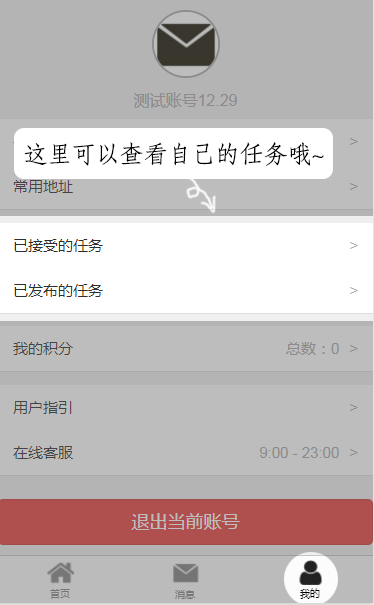 测试账号12.29
>
这里可以查看自己的任务哦~
常用地址 >
已接受的任务 >
已发布的任务 >
我的积分 总数：0 >
用户指引 >
在线客服 9:00 - 23:00 >
退出当前账号
首页 消息 我的